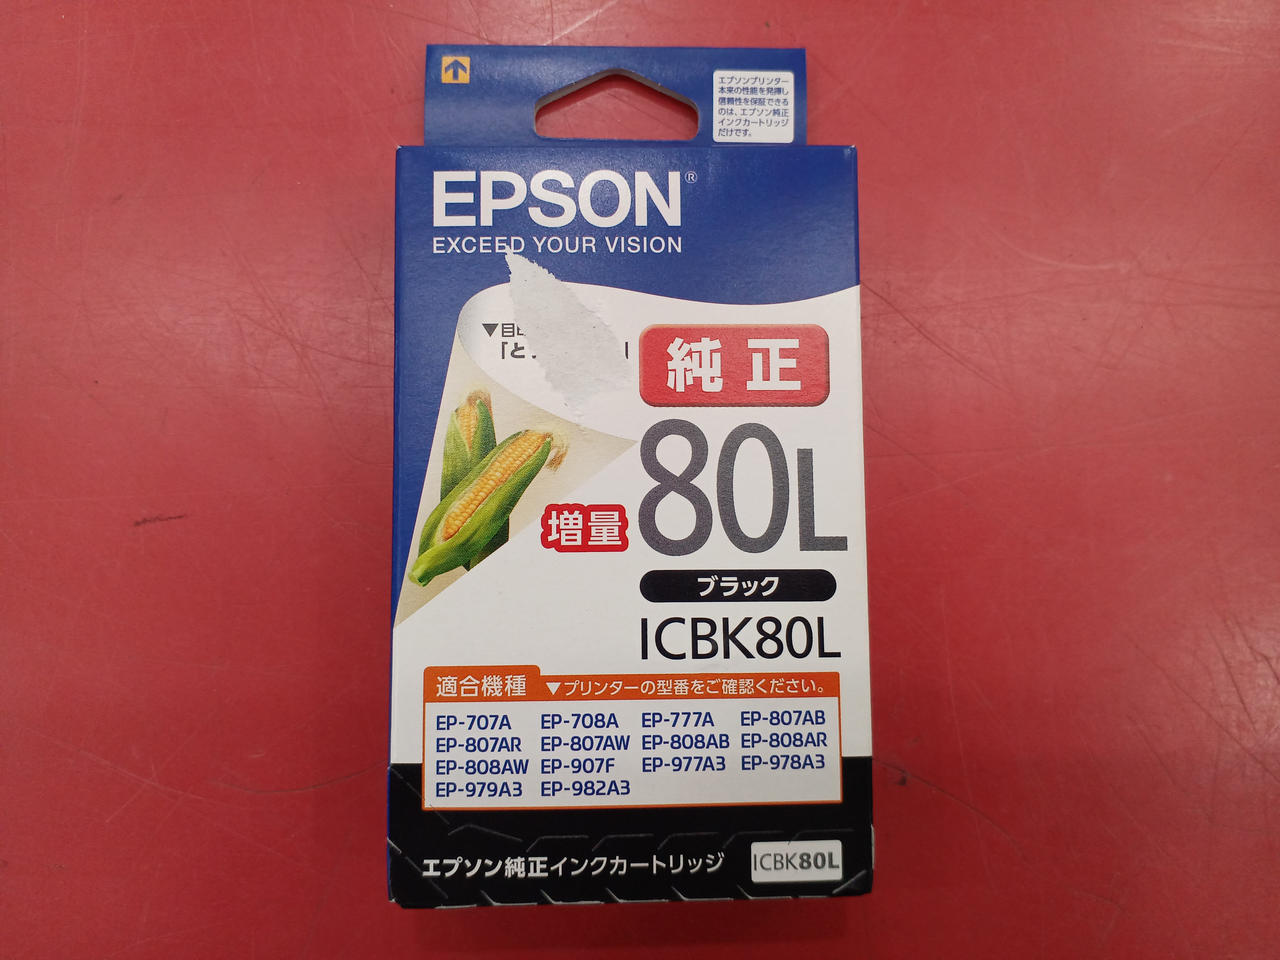 エプソンプリンター
本来の性能を発揮し
信頼性を保証できる
のは、エプソン純正
インクカートリッジ
だけです。
EPSON®
EXCEED YOUR VISION
▼目印
「と
純正
80L
増量
ブラック
ICBK80L
適合機種 ▼プリンターの型番をご確認ください。
EP-707A EP-708A EP-777A EP-807AB
EP-807AR EP-807AW EP-808AB EP-808AR
EP-808AW EP-907F EP-977A3 EP-978A3
EP-979A3 EP-982A3
エプソン純正インクカートリッジ ICBK80L